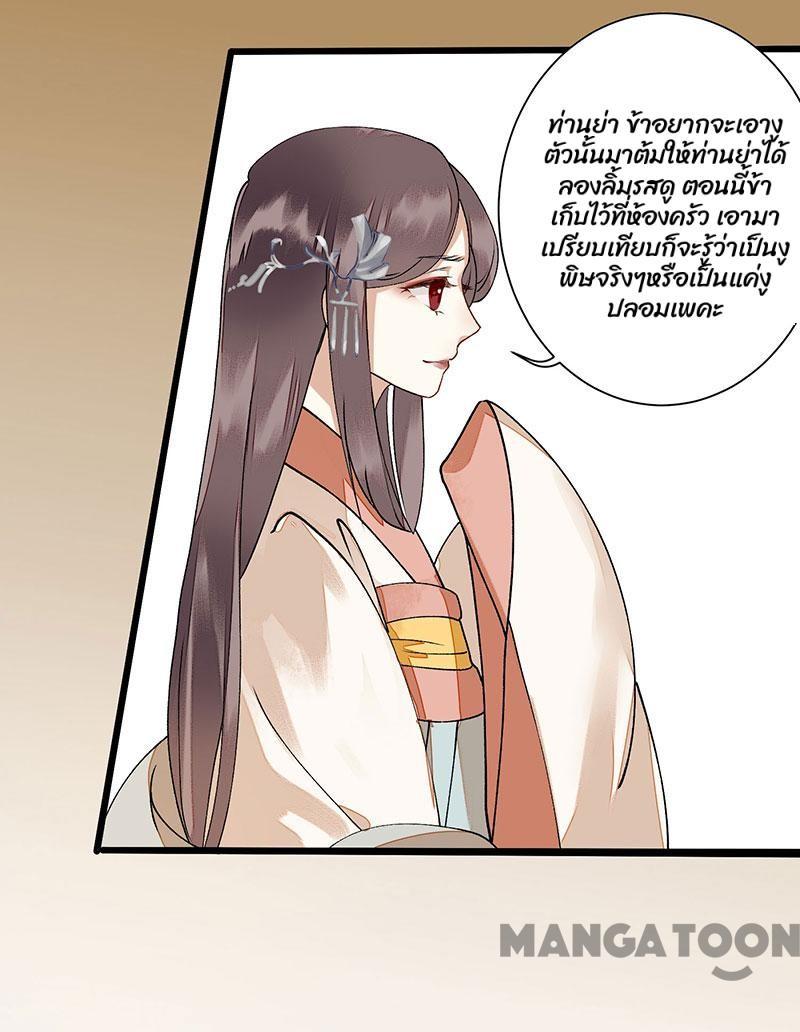 ท่านย่า ข้าอยากจะเอางู
ตัวนั้นมาต้มให้ท่านย่าได้
ลองลิ้มรสดู ตอนนี้ข้า
เก็บไว้ที่ห้องครัว เอามา
เปรียบเทียบก็จะรู้ว่าเป็นงู
พิษจริงๆหรือเป็นแค่งู
ปลอมเพคะ
MANGATOON